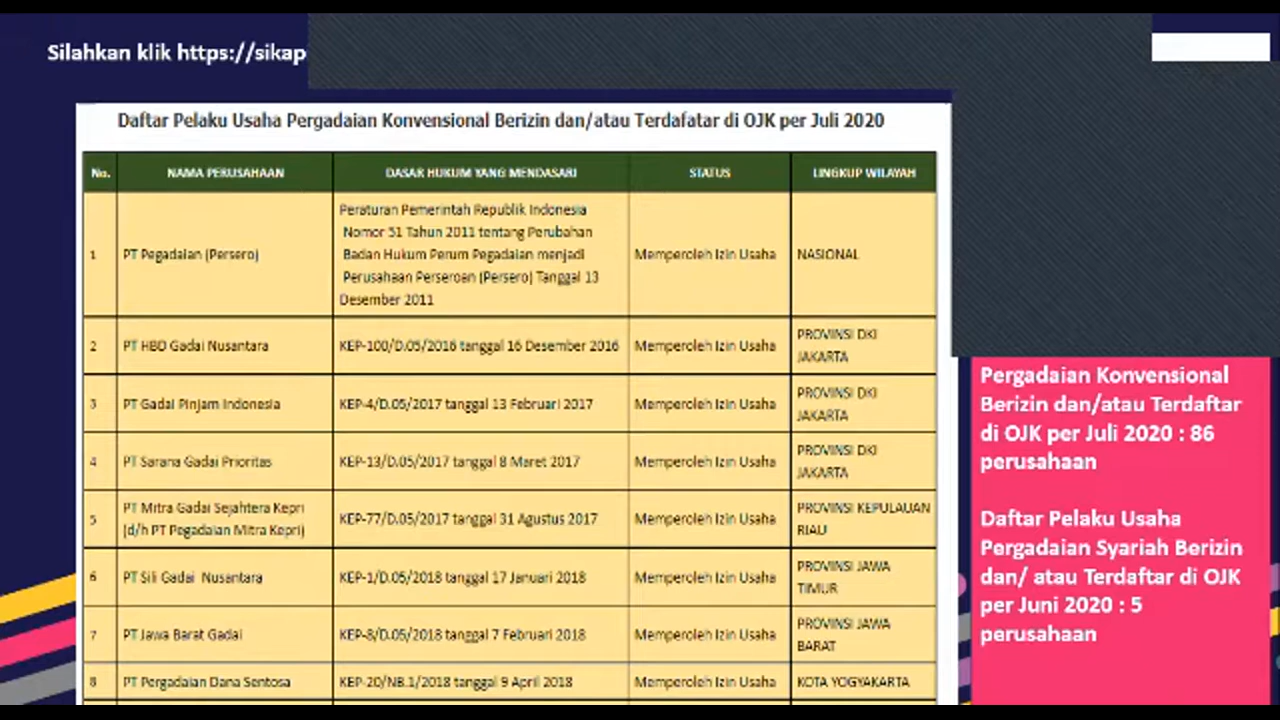 Silahkan klik https://sikap
Daftar Pelaku Usaha Pergadaian Konvensional Berizin dan/atau Terdafatar di OJK per Juli 2020
No. NAMA PERUSAHAAN DASAR HUKUM YANG MENDASARI STATUS LINGKUP WILAYAH
Peraturan Pemerintah Republik Indonesia
Nomor 51 Tahun 2011 tentang Perubahan
1 PT Pegadaian (Persero) Badan Hukum Perum Pegadaian menjadi Memperoleh Izin Usaha NASIONAL
Perusahaan Perseroan (Persero) Tanggal 13
Desember 2011
2 PT HBD Gadai Nusantara KEP-100/D.05/2016 tanggal 16 Desember 2016 Memperoleh Izin Usaha PROVINSI DKI
JAKARTA
3 PT Gadai Pinjam Indonesia KEP-4/D.05/2017 tanggal 13 Februari 2017 Memperoleh Izin Usaha PROVINSI DKI
JAKARTA
4 PT Sarana Gadai Prioritas KEP-13/D.05/2017 tanggal 8 Maret 2017 Memperoleh Izin Usaha PROVINSI DKI
JAKARTA
5 PT Mitra Gadai Sejahtera Kepri KEP-77/D.05/2017 tanggal 31 Agustus 2017 Memperoleh Izin Usaha PROVINSI KEPULAUAN
(d/h PT Pegadaian Mitra Kepri) RIAU
6 PT Sili Gadai Nusantara KEP-1/D.05/2018 tanggal 17 Januari 2018 Memperoleh Izin Usaha PROVINSI JAWA
TIMUR
7 PT Jawa Barat Gadai KEP-8/D.05/2018 tanggal 7 Februari 2018 Memperoleh Izin Usaha PROVINSI JAWA
BARAT
8 PT Pergadaian Dana Sentosa KEP-20/NB.1/2018 tanggal 9 April 2018 Memperoleh Izin Usaha KOTA YOGYAKARTA
Pergadaian Konvensional
Berizin dan/atau Terdaftar
di OJK per Juli 2020 : 86
perusahaan
Daftar Pelaku Usaha
Pergadaian Syariah Berizin
dan/ atau Terdaftar di OJK
per Juni 2020 : 5
perusahaan